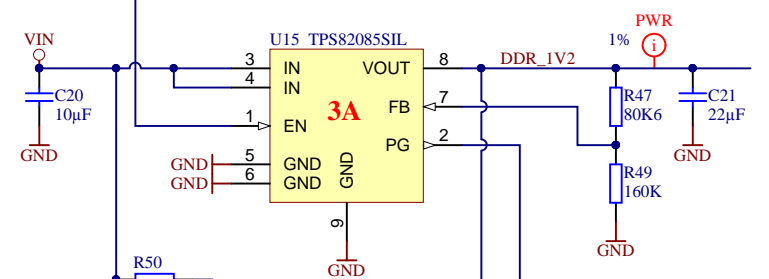 PWR
U15 TPS82085SIL
VIN
1%
i
3 IN VOUT 8 DDR_1V2
4 IN
C20
10µF
R47
80K6
C21
22µF
3A
FB 7
1 EN
PG 2
GND
GND
GND 5 GND
GND 6 GND
GND
R49
160K
9
GND
R50
GND